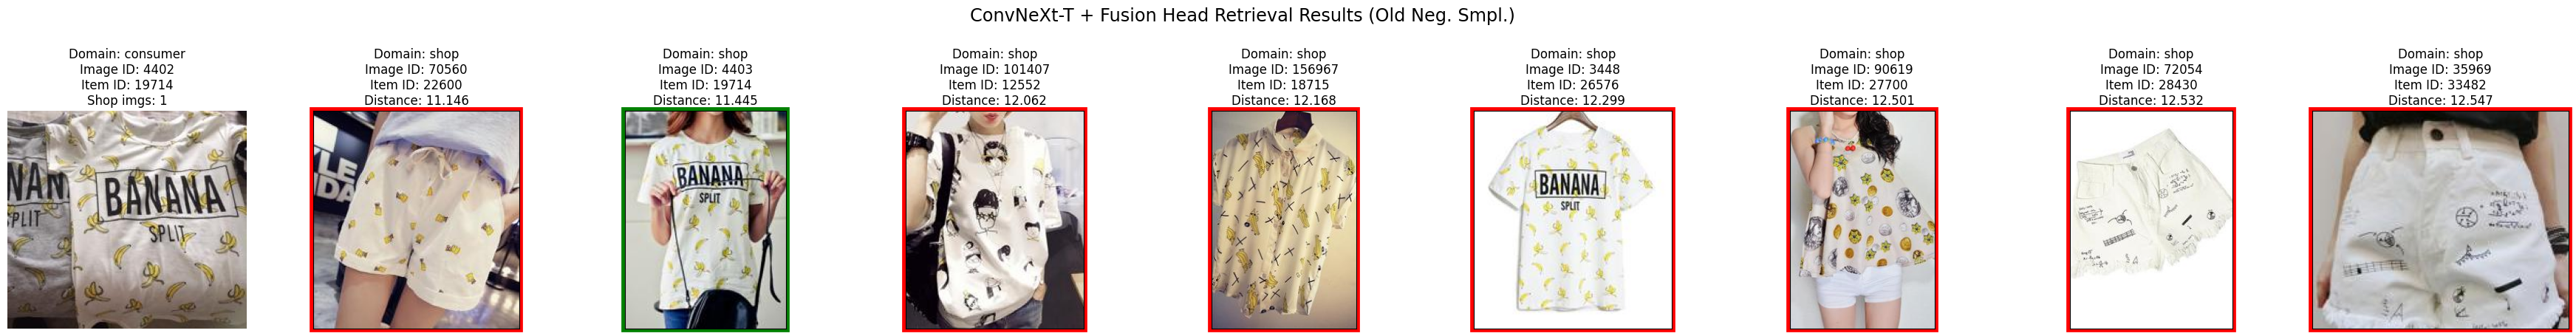 ConvNeXt-T + Fusion Head Retrieval Results (Old Neg. Smpl.)
Domain: consumer
Image ID: 4402
Item ID: 19714
Shop imgs: 1
Domain: shop
Image ID: 70560
Item ID: 22600
Distance: 11.146
Domain: shop
Image ID: 4403
Item ID: 19714
Distance: 11.445
Domain: shop
Image ID: 101407
Item ID: 12552
Distance: 12.062
Domain: shop
Image ID: 156967
Item ID: 18715
Distance: 12.168
Domain: shop
Image ID: 3448
Item ID: 26576
Distance: 12.299
Domain: shop
Image ID: 90619
Item ID: 27700
Distance: 12.501
Domain: shop
Image ID: 72054
Item ID: 28430
Distance: 12.532
Domain: shop
Image ID: 35969
Item ID: 33482
Distance: 12.547
NAN
PLIT
BANANA
SPLIT
YLE
IDA
BANANA
SPLIT
BANANA
SPLIT